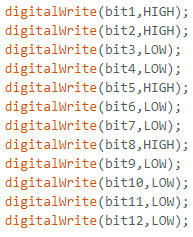 digitalWrite(bit1,HIGH);
digitalWrite(bit2,HIGH);
digitalWrite(bit3,LOW);
digitalWrite(bit4,LOW);
digitalWrite(bit5,HIGH);
digitalWrite(bit6,LOW);
digitalWrite(bit7,LOW);
digitalWrite(bit8,HIGH);
digitalWrite(bit9,LOW);
digitalWrite(bit10,LOW);
digitalWrite(bit11,LOW);
digitalWrite(bit12,LOW);